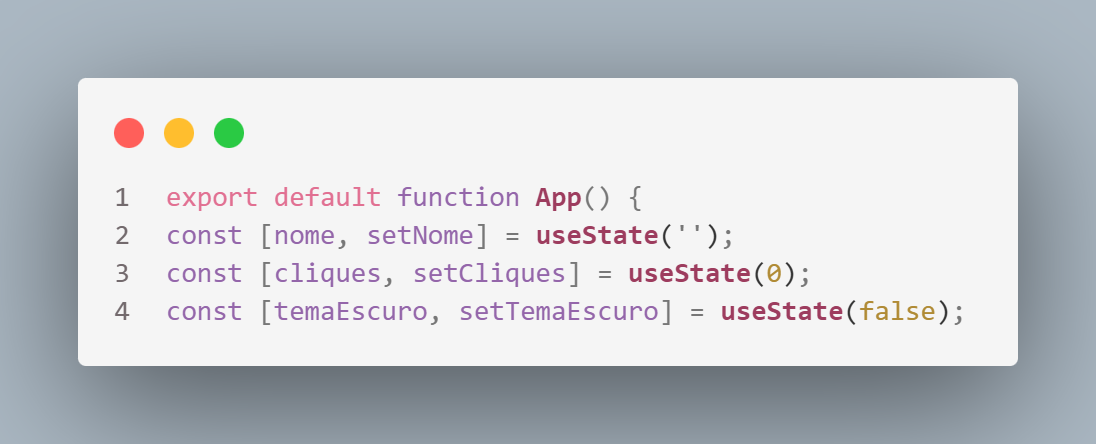 1 export default function App() {
2 const [nome, setNome] = useState('');
3 const [cliques, setCliques] = useState(0);
4 const [temaEscuro, setTemaEscuro] = useState(false);